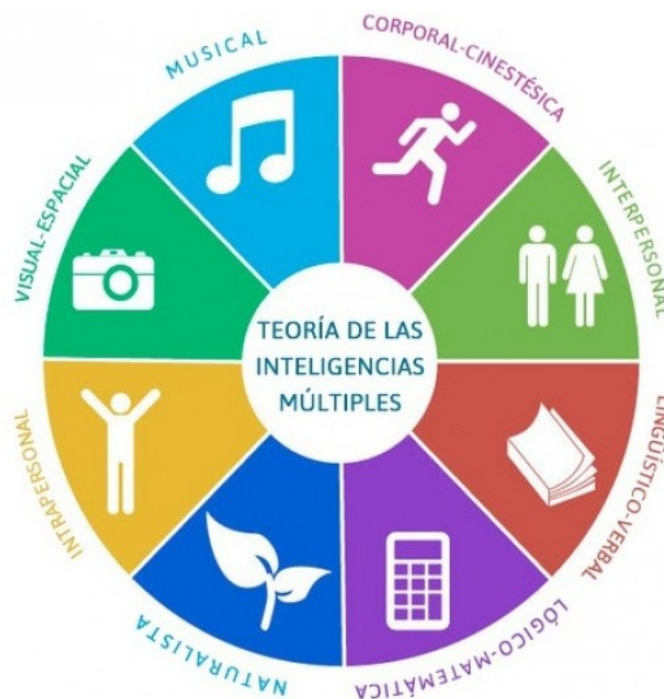 MUSICAL
CORPORAL-CINESTÉSICA
INTERPERSONAL
LINGÜÍSTICO-VERBAL
LÓGICO-MATEMÁTICA
NATURALISTA
INTRAPERSONAL
VISUAL-ESPACIAL
TEORÍA DE LAS
INTELIGENCIAS
MÚLTIPLES